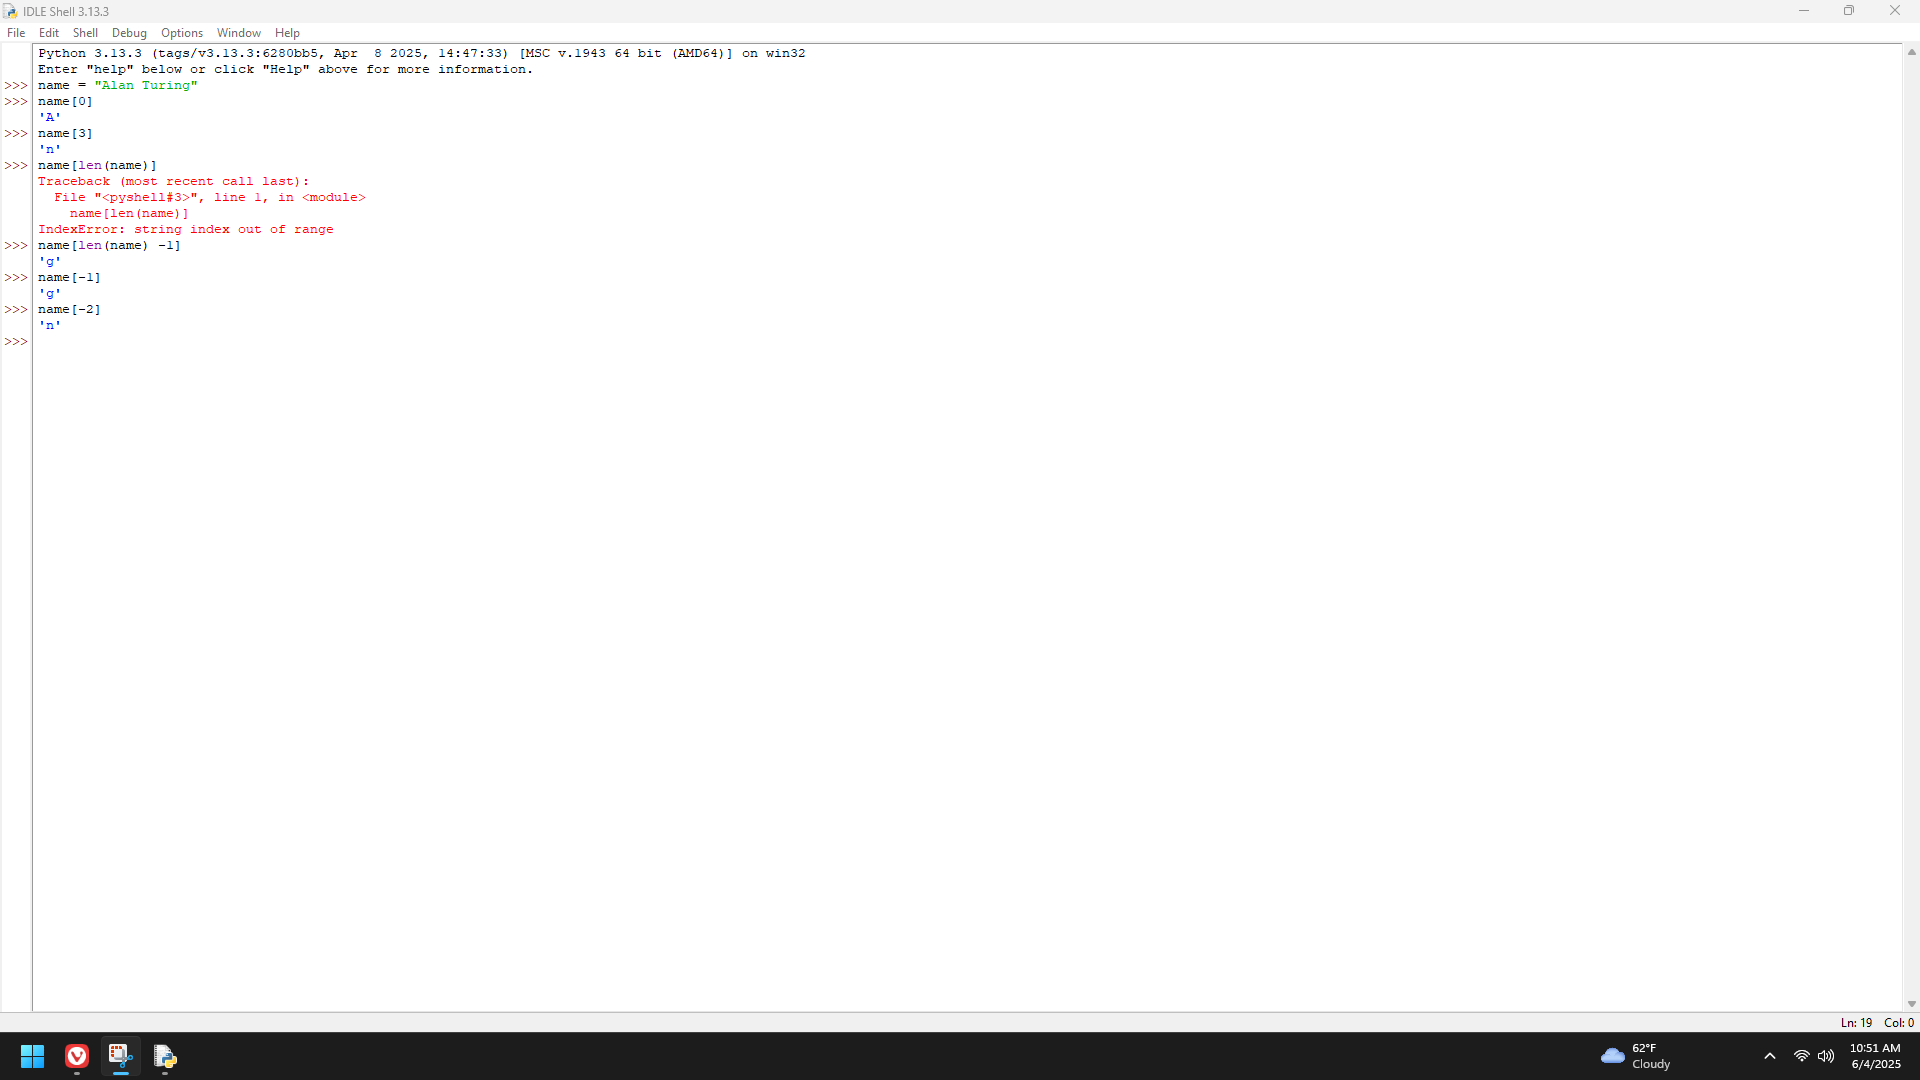 IDLE Shell 3.13.3
File Edit Shell Debug Options Window Help
Python 3.13.3 (tags/v3.13.3:6280bb5, Apr  8 2025, 14:47:33) [MSC v.1943 64 bit (AMD64)] on win32
Enter "help" below or click "Help" above for more information.
>>> name = "Alan Turing"
>>> name[0]
'A'
>>> name[3]
'n'
>>> name[len(name)]
Traceback (most recent call last):
  File "<pyshell#3>", line 1, in <module>
    name[len(name)]
IndexError: string index out of range
>>> name[len(name) -1]
'g'
>>> name[-1]
'g'
>>> name[-2]
'n'
>>>
Ln: 19 Col: 0
62°F
Cloudy
10:51 AM
6/4/2025